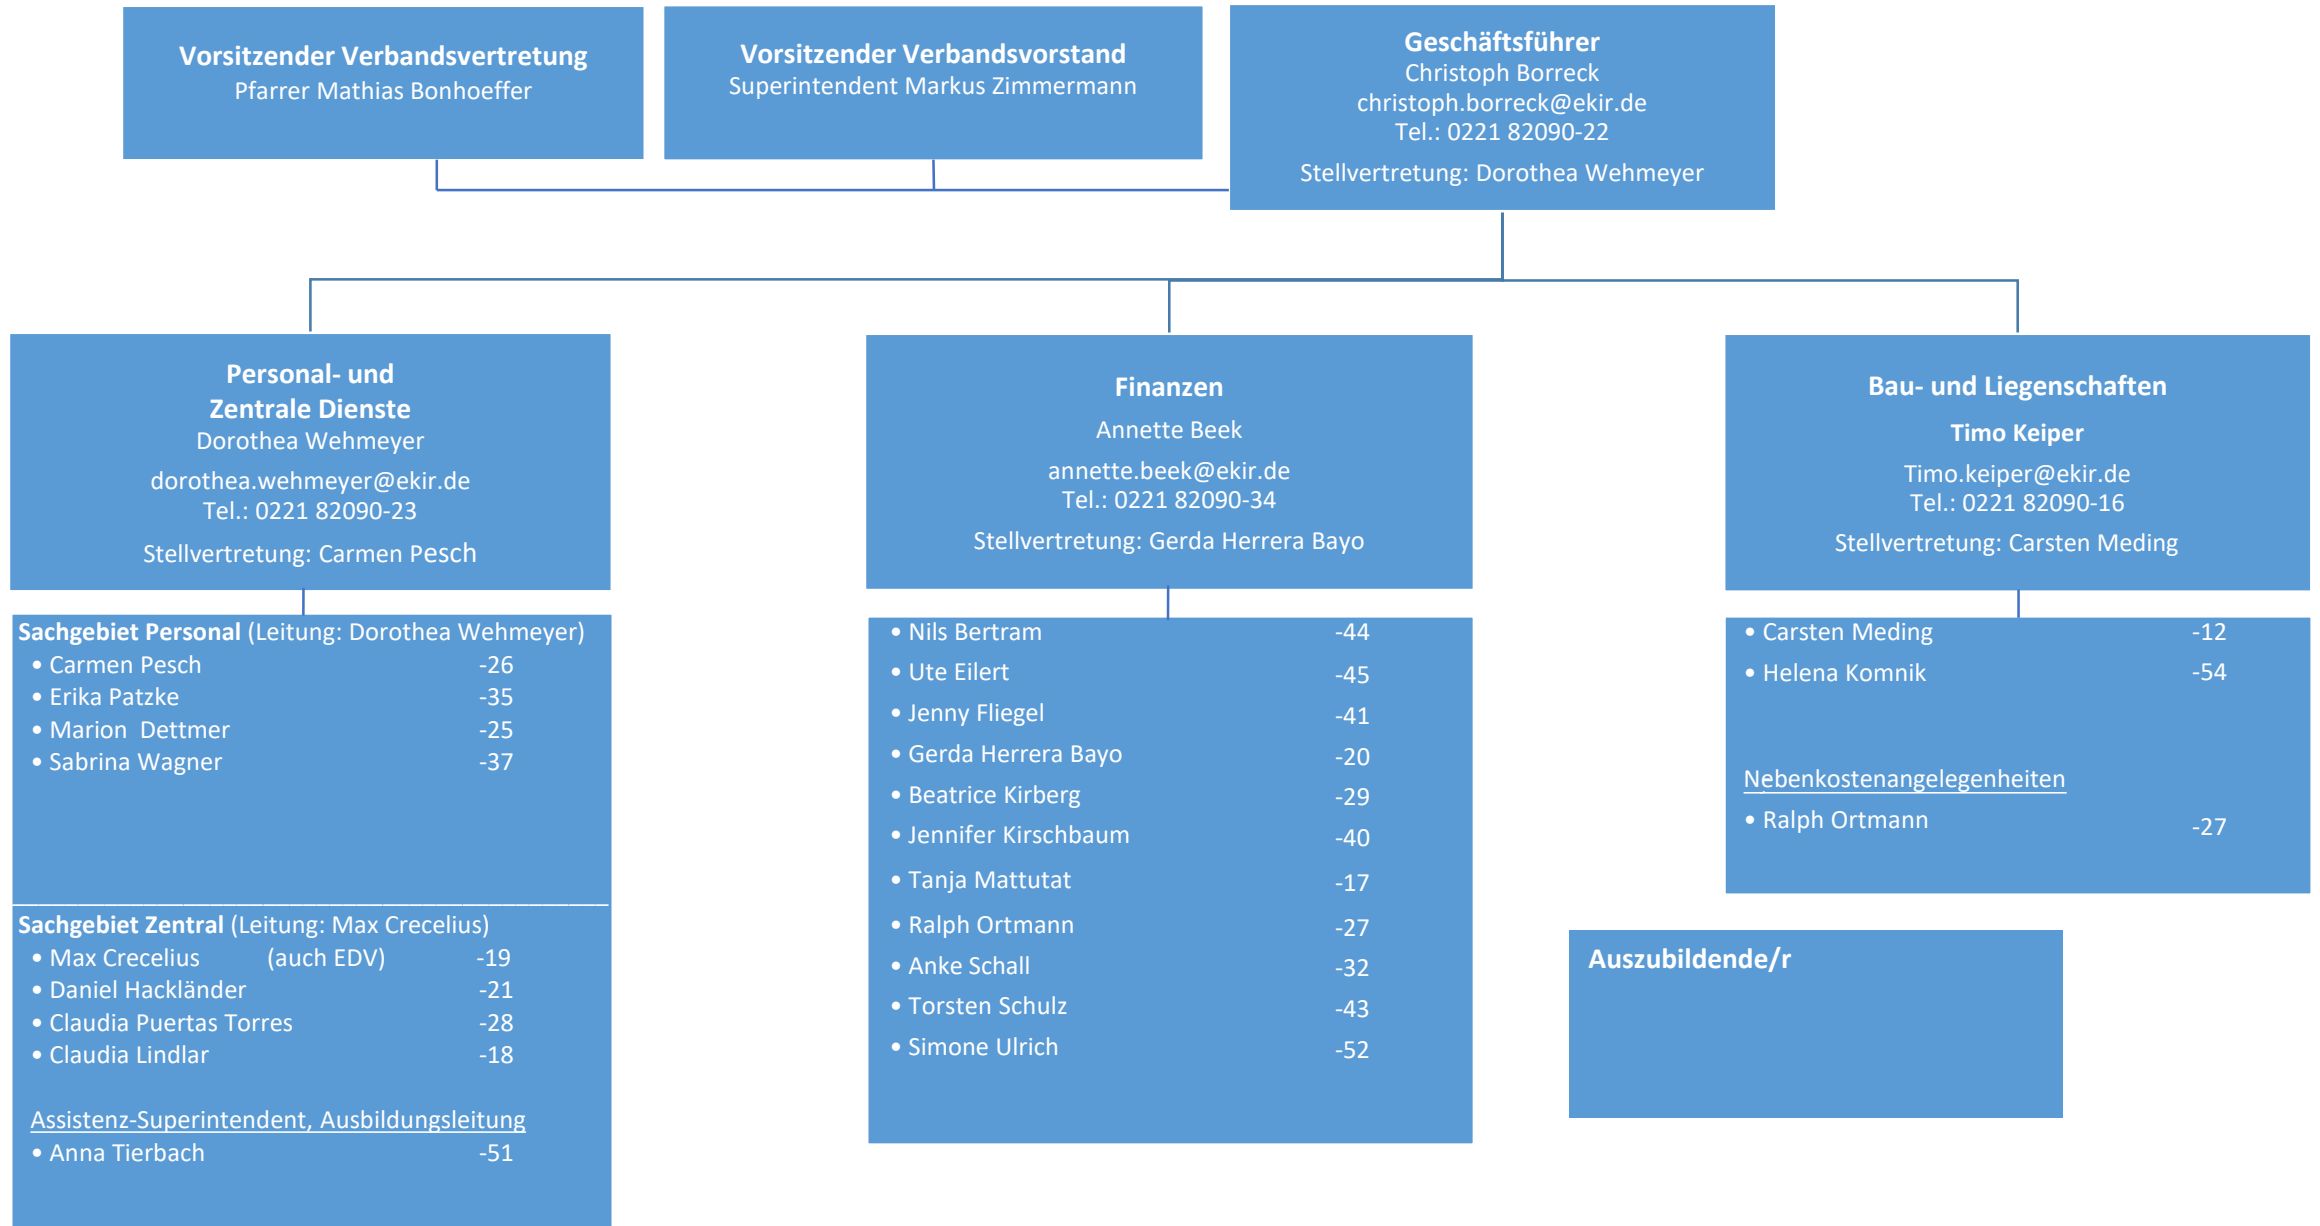 Vorsitzender Verbandsvertretung
Pfarrer Mathias Bonhoeffer
Vorsitzender Verbandsvorstand
Superintendent Markus Zimmermann
Geschäftsführer
Christoph Borreck
christoph.borreck@ekir.de
Tel.: 0221 82090-22
Stellvertretung: Dorothea Wehmeyer
Personal- und
Zentrale Dienste
Dorothea Wehmeyer
dorothea.wehmeyer@ekir.de
Tel.: 0221 82090-23
Stellvertretung: Carmen Pesch
Sachgebiet Personal (Leitung: Dorothea Wehmeyer)
• Carmen Pesch -26
• Erika Patzke -35
• Marion Dettmer -25
• Sabrina Wagner -37
Sachgebiet Zentral (Leitung: Max Crecelius)
• Max Crecelius (auch EDV) -19
• Daniel Hackländer -21
• Claudia Puertas Torres -28
• Claudia Lindlar -18
Assistenz-Superintendent, Ausbildungsleitung
• Anna Tierbach -51
Finanzen
Annette Beek
annette.beek@ekir.de
Tel.: 0221 82090-34
Stellvertretung: Gerda Herrera Bayo
• Nils Bertram -44
• Ute Eilert -45
• Jenny Fliegel -41
• Gerda Herrera Bayo -20
• Beatrice Kirberg -29
• Jennifer Kirschbaum -40
• Tanja Mattutat -17
• Ralph Ortmann -27
• Anke Schall -32
• Torsten Schulz -43
• Simone Ulrich -52
Bau- und Liegenschaften
Timo Keiper
Timo.keiper@ekir.de
Tel.: 0221 82090-16
Stellvertretung: Carsten Meding
• Carsten Meding -12
• Helena Komnik -54
Nebenkostenangelegenheiten
• Ralph Ortmann -27
Auszubildende/r